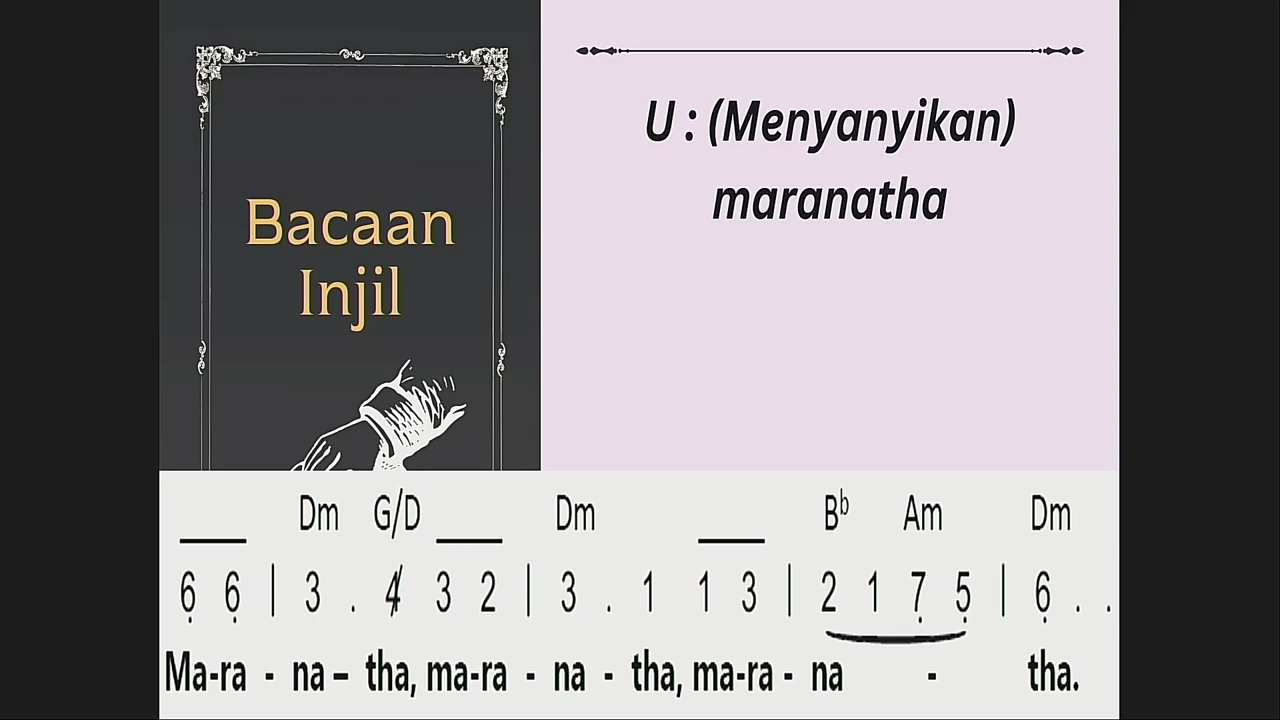 Bacaan
Injil
U : (Menyanyikan)
maranatha
Dm G/D Dm B♭ Am Dm
6̣ 6̣ | 3 . 4̸ 3 2 | 3 . 1 1 3 | 2 1 7̣ 5̣ | 6̣ . .
Ma-ra - na – tha, ma-ra - na - tha, ma-ra - na - tha.